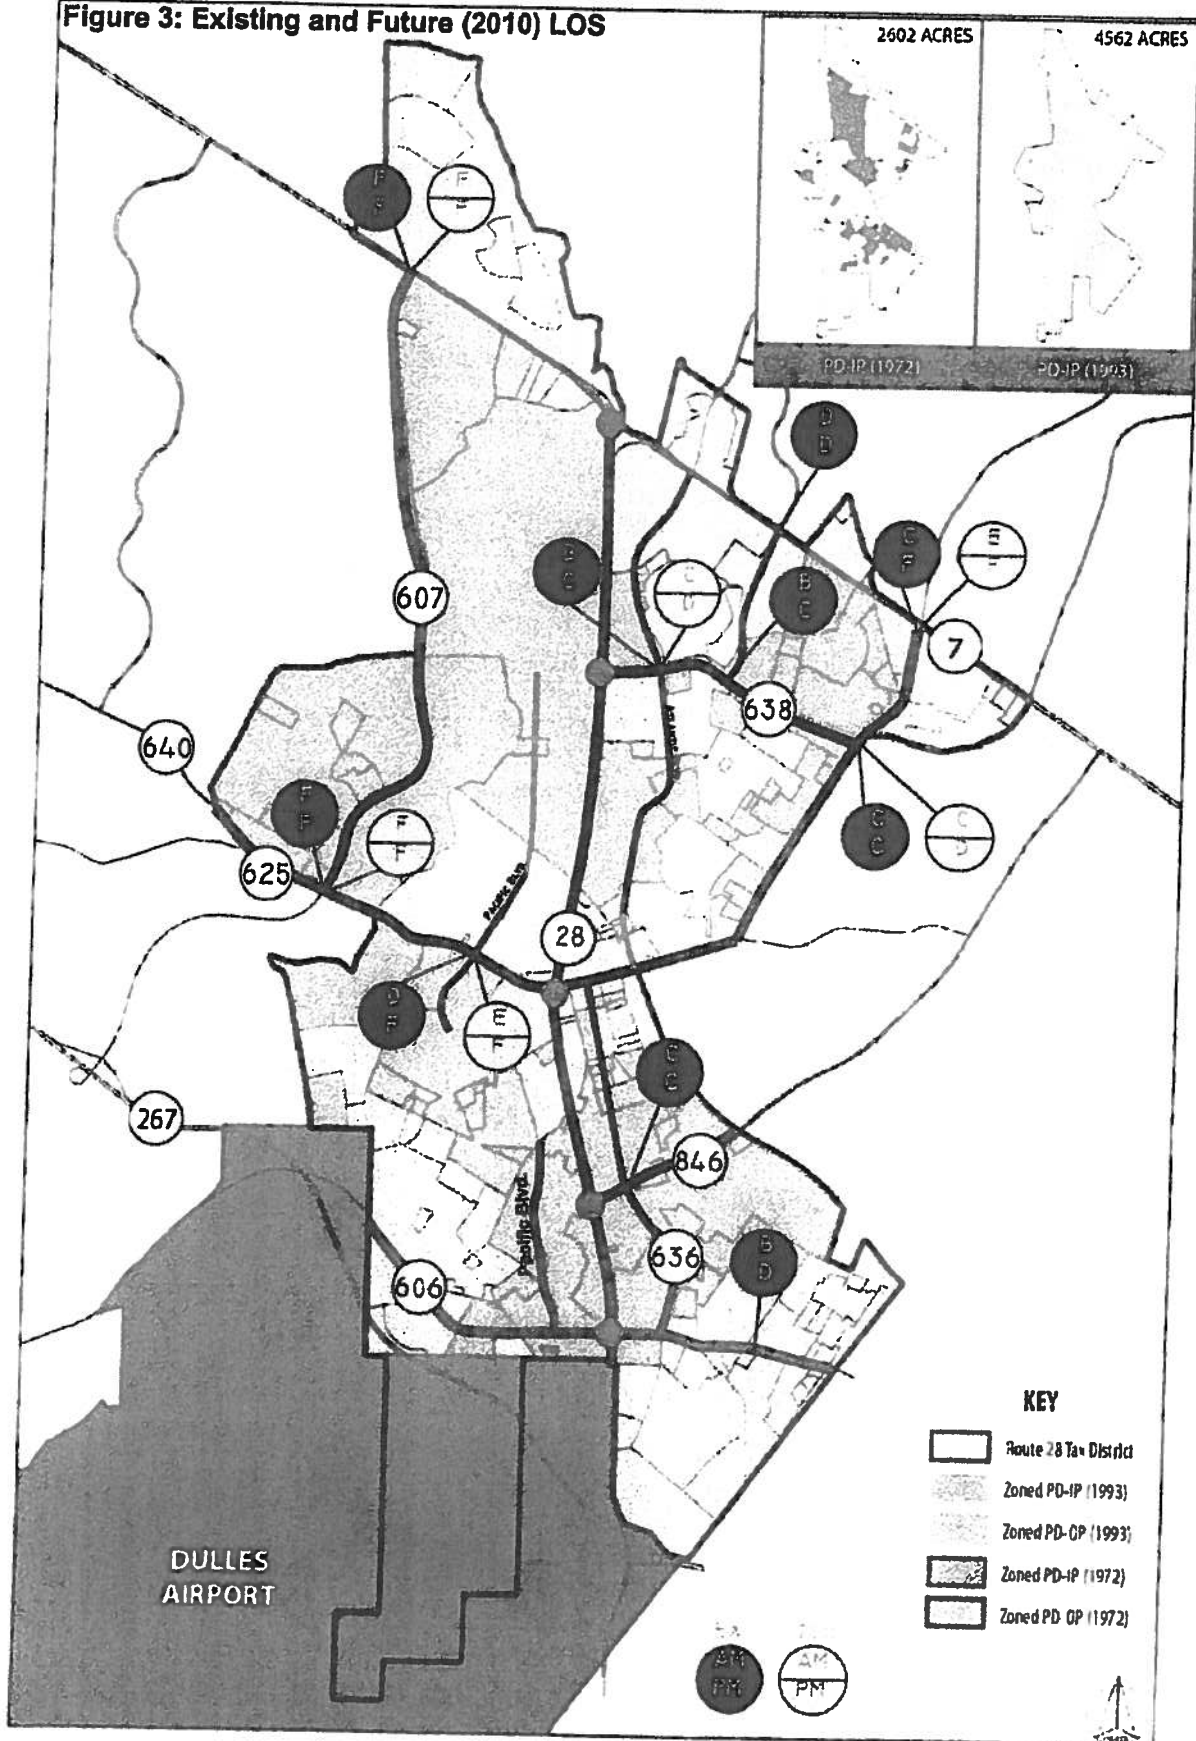 Figure 3: Existing and Future (2010) LOS
2602 ACRES
4562 ACRES
PD-IP (1972)
PD-IP (1993)
F
F
D
D
E
F
607
B
C
7
638
640
C
D
F
F
F
F
625
PACIFIC BLVD
28
D
F
E
F
C
C
267
846
Pacific Blvd.
636
B
D
606
KEY
Route 28 Tax District
Zoned PD-IP (1993)
Zoned PD-OP (1993)
Zoned PD-IP (1972)
Zoned PD-OP (1972)
DULLES
AIRPORT
AM
PM
AM
PM